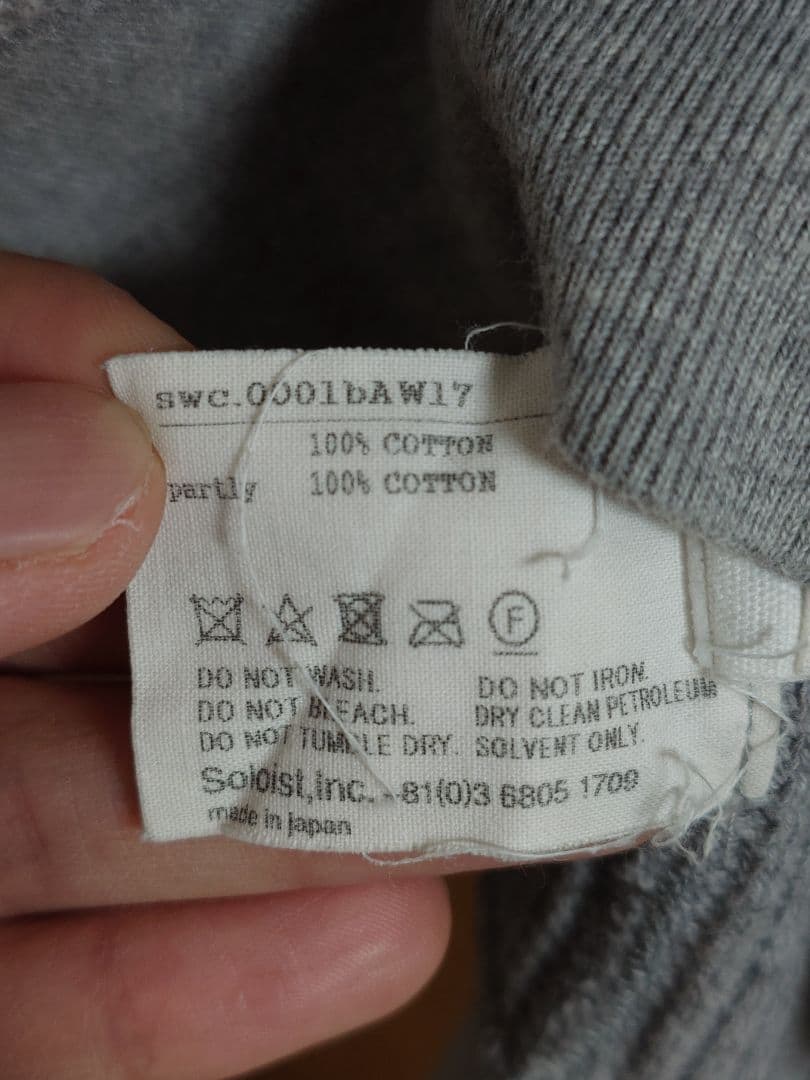 swc.0001bAW17
100% COTTON
partly 100% COTTON
F
DO NOT WASH. DO NOT IRON.
DO NOT BLEACH. DRY CLEAN PETROLEUM
DO NOT TUMBLE DRY. SOLVENT ONLY.
Soloist,inc. +81(0)3 6805 1709
made in japan